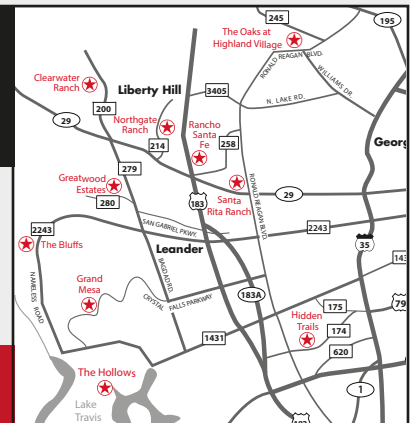 245
195
The Oaks at
Highland Village
RONALD REAGAN BLVD.
WILLIAMS DR.
Clearwater
Ranch
Liberty Hill
3405
N. LAKE RD.
200
29
Northgate
Ranch
Rancho
Santa
Fe
258
214
Georg
279
Greatwood
Estates
280
183
Santa
Rita Ranch
RONALD REAGAN BLVD.
29
2243
SAN GABRIEL PKWY.
2243
The Bluffs
Leander
35
143
NAMELESS ROAD
BAGDAD RD.
Grand
Mesa
CRYSTAL FALLS PARKWAY
183A
175
79
Hidden
Trails
174
1431
620
The Hollows
1
Lake
Travis
183